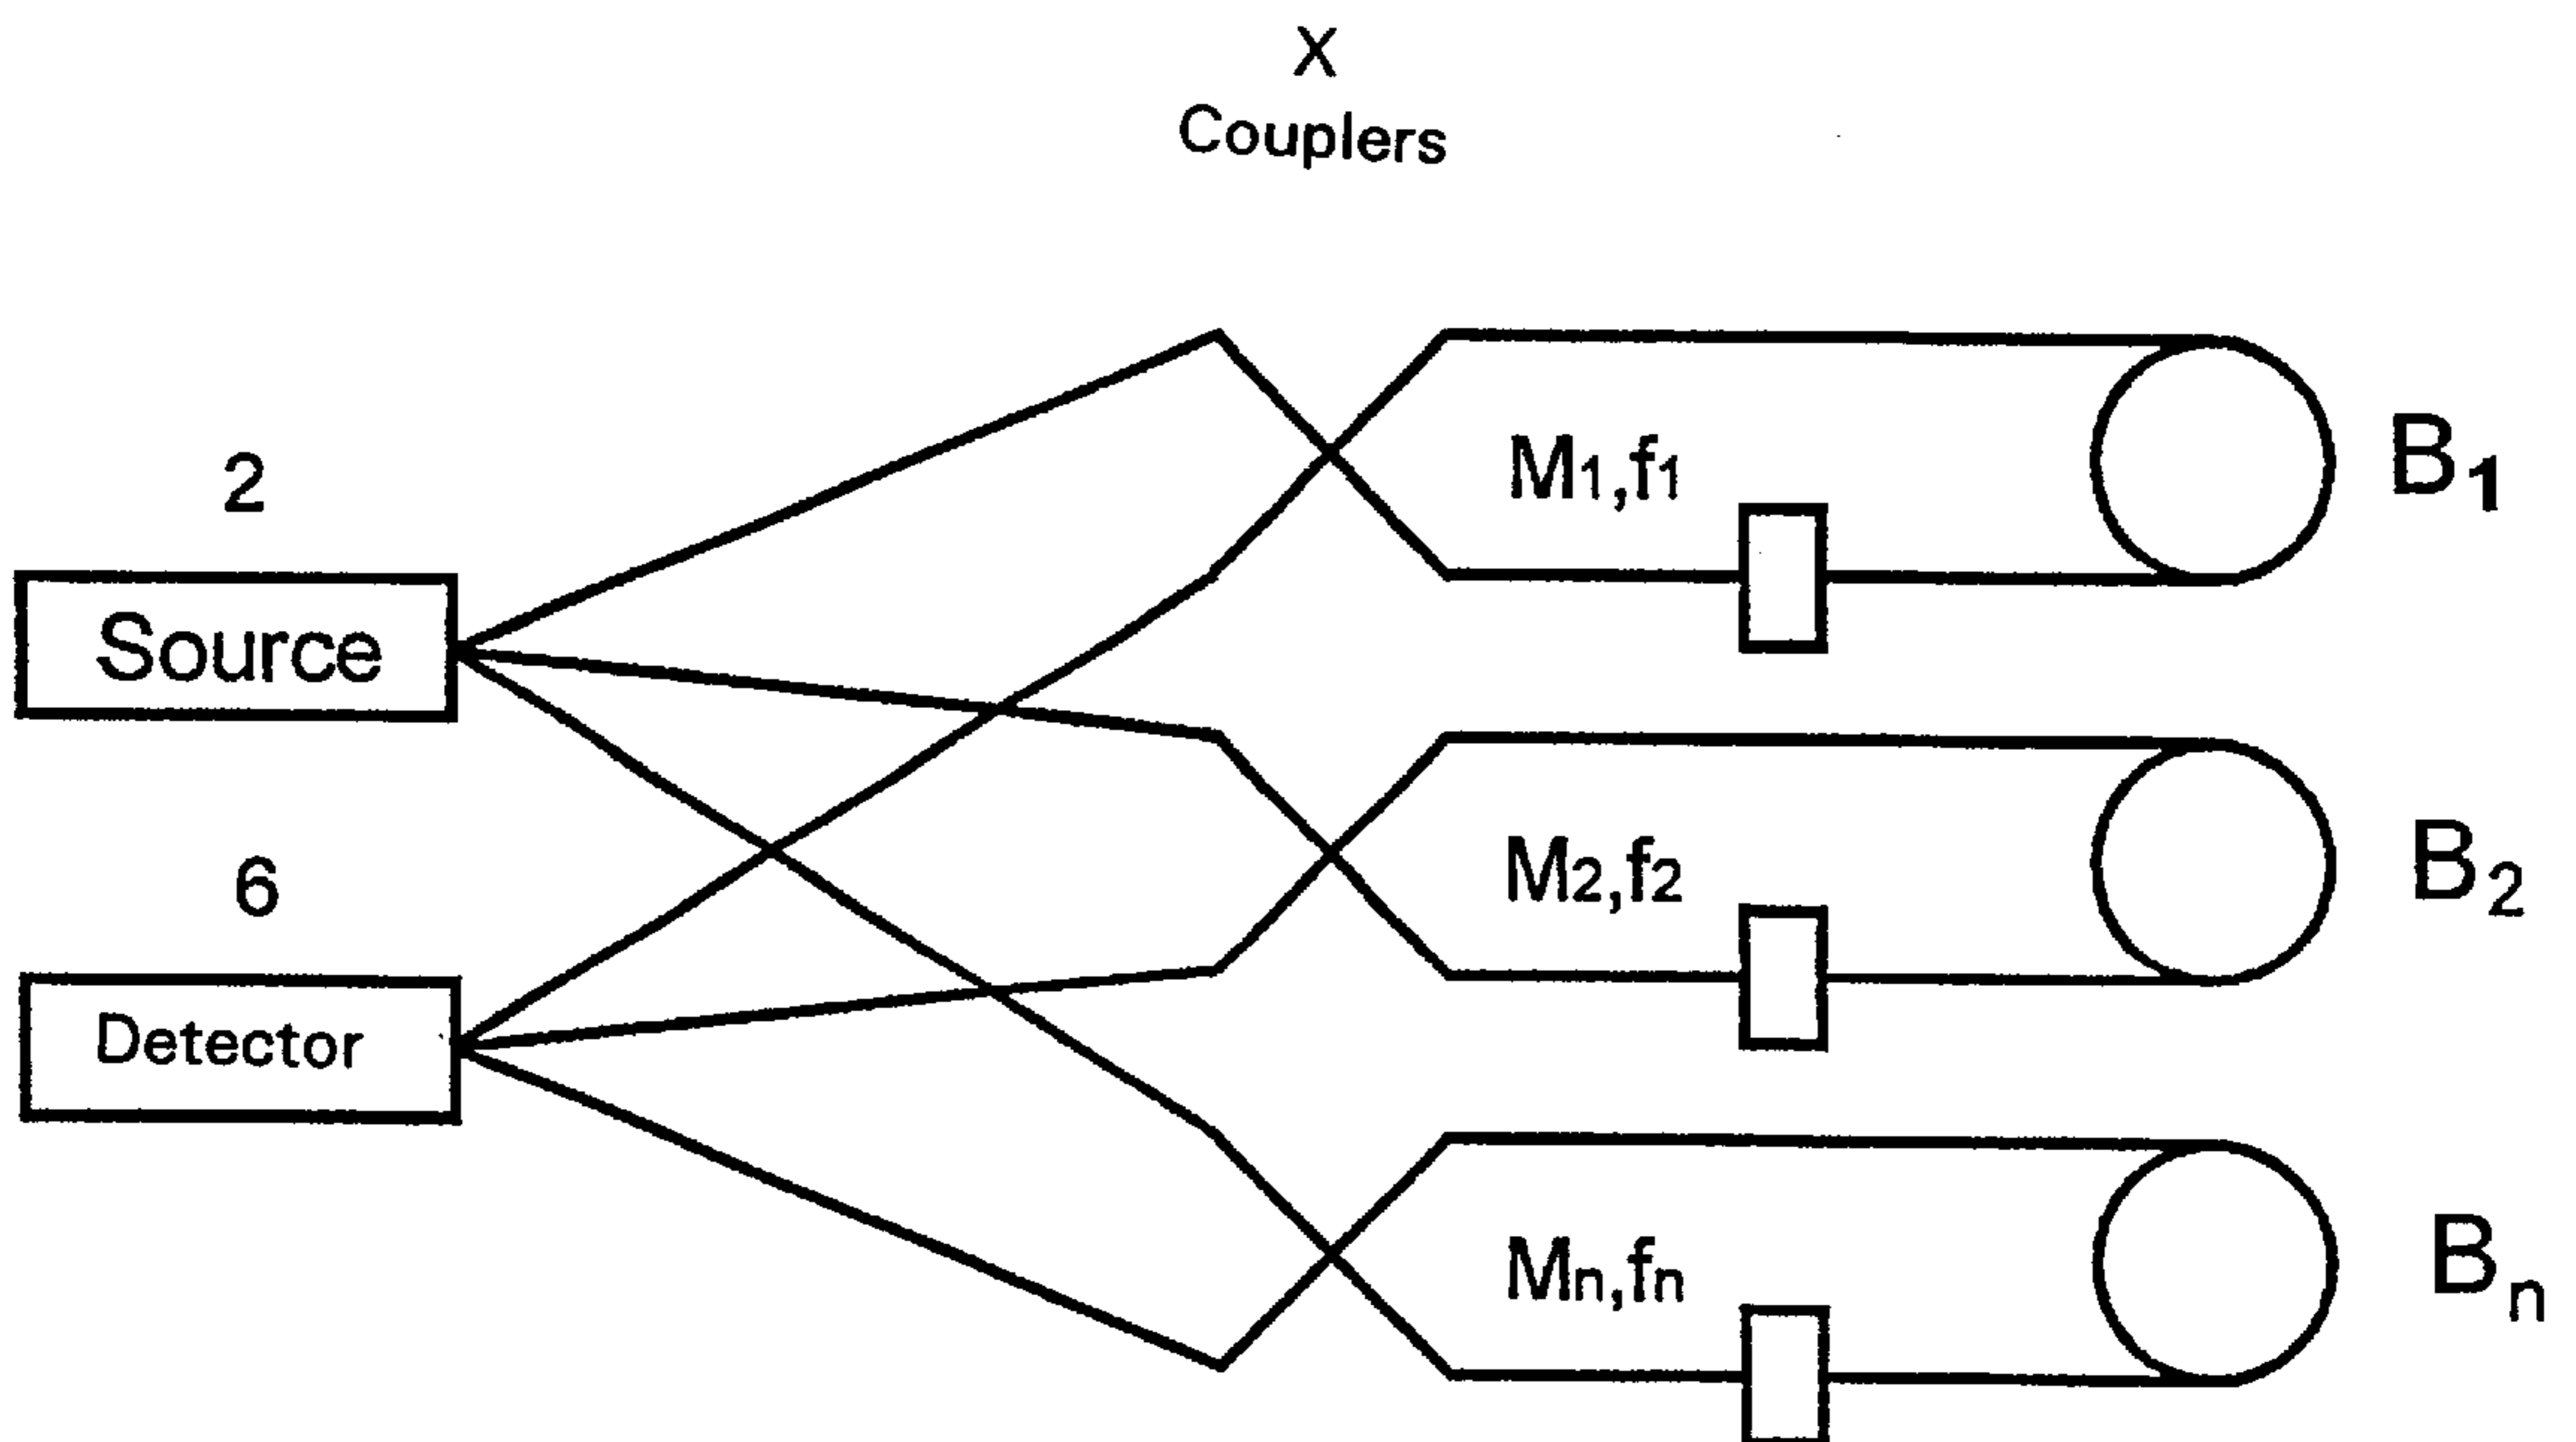 X
Couplers
M1,f1
B1
2
Source
M2,f2
B2
6
Detector
Mn,fn
Bn